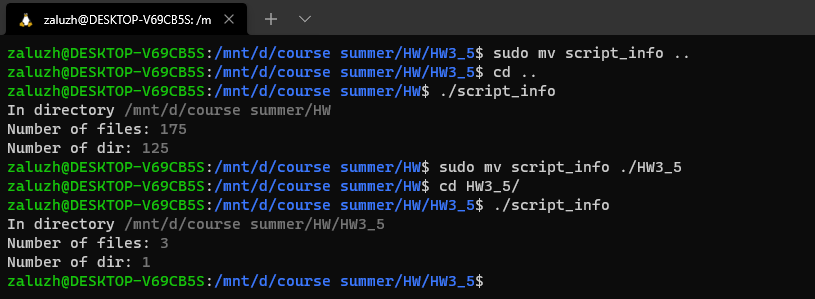 zaluzh@DESKTOP-V69CB5S: /m
zaluzh@DESKTOP-V69CB5S:/mnt/d/course summer/HW/HW3_5$ sudo mv script_info ..
zaluzh@DESKTOP-V69CB5S:/mnt/d/course summer/HW/HW3_5$ cd ..
zaluzh@DESKTOP-V69CB5S:/mnt/d/course summer/HW$ ./script_info
In directory /mnt/d/course summer/HW
Number of files: 175
Number of dir: 125
zaluzh@DESKTOP-V69CB5S:/mnt/d/course summer/HW$ sudo mv script_info ./HW3_5
zaluzh@DESKTOP-V69CB5S:/mnt/d/course summer/HW$ cd HW3_5/
zaluzh@DESKTOP-V69CB5S:/mnt/d/course summer/HW/HW3_5$ ./script_info
In directory /mnt/d/course summer/HW/HW3_5
Number of files: 3
Number of dir: 1
zaluzh@DESKTOP-V69CB5S:/mnt/d/course summer/HW/HW3_5$